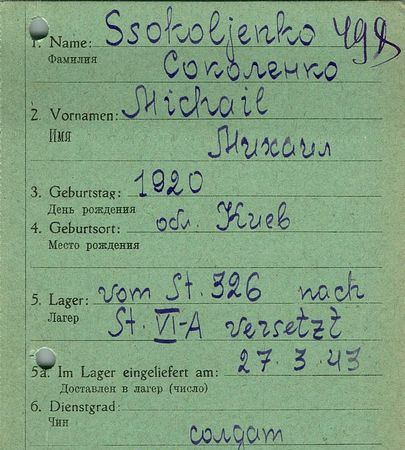 1. Name: Ssokoljenko 498
Фамилия Соколенко
2. Vornamen: Michail
Имя Михаил
3. Geburtstag: 1920
День рождения
4. Geburtsort: обл. Киев
Место рождения
5. Lager: vom St. 326 nach
Лагер St. VI-A versetzt
5a. Im Lager eingeliefert am: 27.3.43
Доставлен в лагер (число)
6. Dienstgrad:
Чин солдат